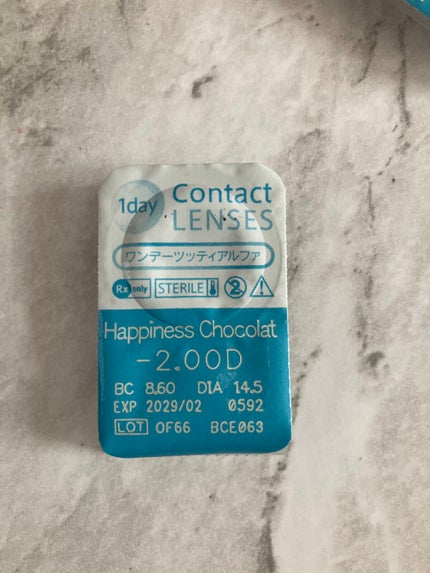 1day Contact
LENSES
ワンデーツッティアルファ
Rx only STERILE 2
Happiness Chocolat
-2.00D
BC 8.60 DIA 14.5
EXP 2029/02 0592
LOT OF66 BCE063